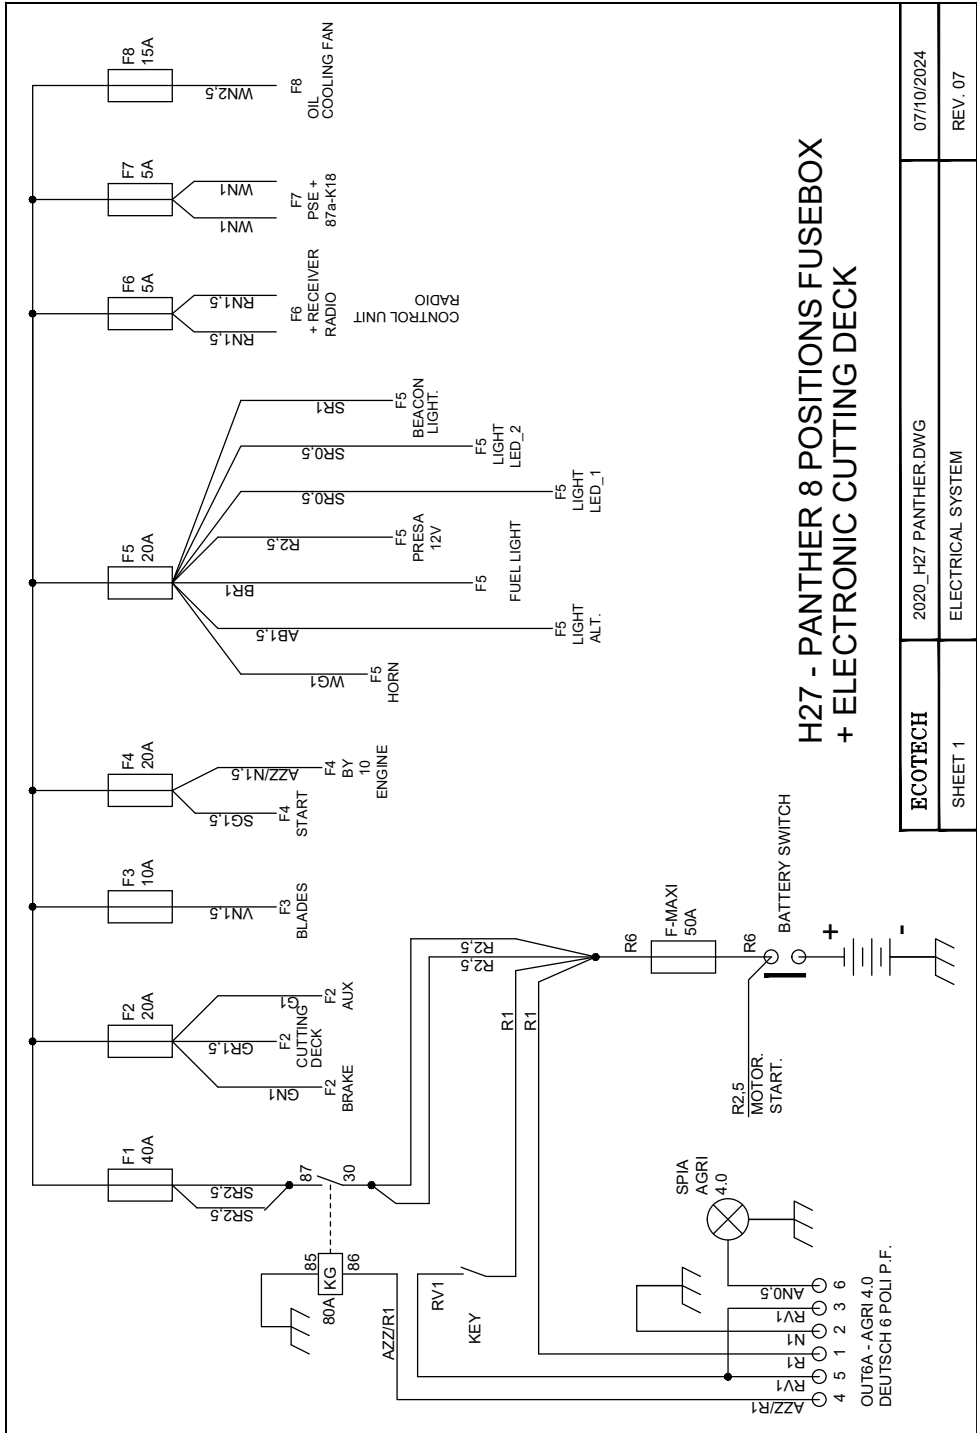 F1
40A
F2
20A
F3
10A
F4
20A
F5
20A
F6
5A
F7
5A
F8
15A
SR2,5
SR2,5
87
30
85
KG
86
80A
AZZ/R1
GN1
F2
BRAKE
GR1,5
F2
CUTTING
DECK
G1
F2
AUX
VN1,5
F3
BLADES
SG1,5
F4
START
AZZ/N1,5
F4
BY
10
ENGINE
WG1
F5
HORN
AB1,5
F5
LIGHT
ALT.
BR1
F5
FUEL LIGHT
R2,5
F5
PRESA
12V
SR0,5
F5
LIGHT
LED_1
SR0,5
F5
LIGHT
LED_2
SR1
F5
BEACON
LIGHT.
RN1,5
RN1,5
F6
+ RECEIVER
RADIO
CONTROL UNIT
RADIO
WN1
WN1
F7
PSE +
87a-K18
WN2,5
F8
OIL
COOLING FAN
R2,5
R2,5
R1
R1
RV1
KEY
R6
F-MAXI
50A
R6
BATTERY SWITCH
+
-
R2,5
MOTOR.
START.
SPIA
AGRI
4.0
AZZ/R1
RV1
R1
N1
RV1
AN0,5
4
5
1
2
3
6
OUT6A - AGRI 4.0
DEUTSCH 6 POLI P.F.
H27 - PANTHER 8 POSITIONS FUSEBOX
+ ELECTRONIC CUTTING DECK
ECOTECH
2020_H27 PANTHER.DWG
07/10/2024
SHEET 1
ELECTRICAL SYSTEM
REV. 07